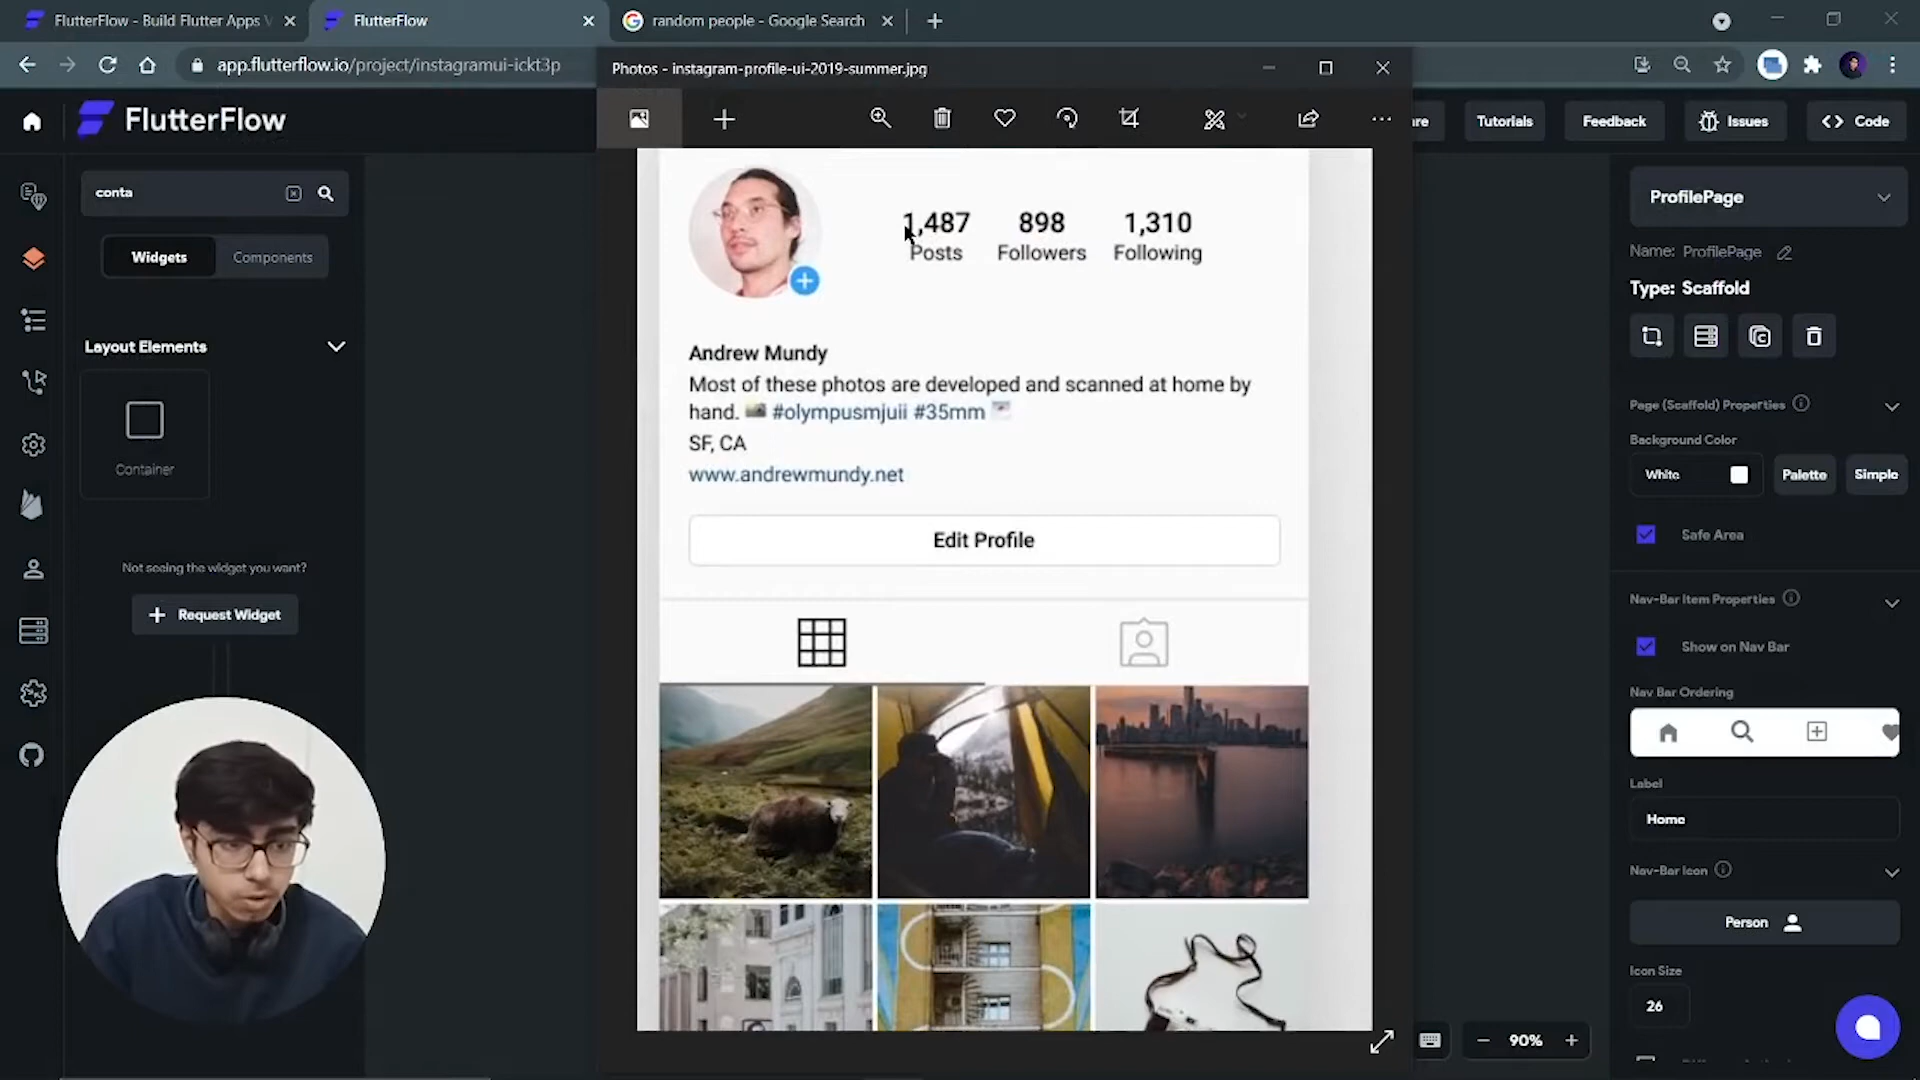 FlutterFlow - Build Flutter Apps V
FlutterFlow
random people - Google Search
app.flutterflow.io/project/instagramui-ickt3p
Photos - instagram-profile-ui-2019-summer.jpg
FlutterFlow
Tutorials
Feedback
Issues
Code
conta
Widgets
Components
Layout Elements
Container
Not seeing the widget you want?
Request Widget
1,487
898
1,310
Posts
Followers
Following
Andrew Mundy
Most of these photos are developed and scanned at home by
hand. #olympusmjuii #35mm
SF, CA
www.andrewmundy.net
Edit Profile
ProfilePage
Name: ProfilePage
Type: Scaffold
Page (Scaffold) Properties
Background Color
White
Palette
Simple
Safe Area
Nav-Bar Item Properties
Show on Nav Bar
Nav Bar Ordering
Label
Home
Nav-Bar Icon
Person
Icon Size
26
90%